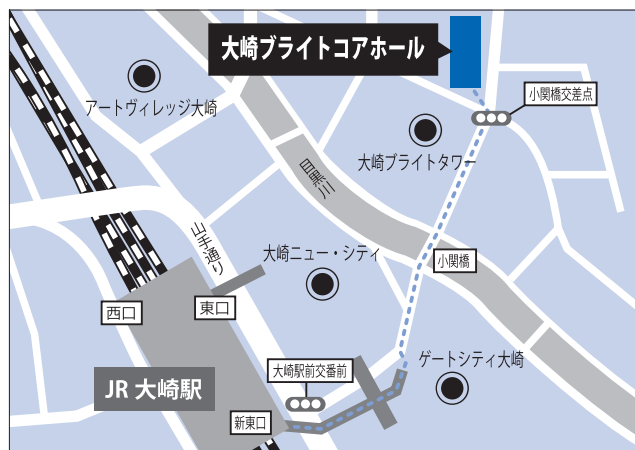 大崎ブライトコアホール
小関橋交差点
アートヴィレッジ大崎
大崎ブライトタワー
目黒川
山手通り
大崎ニュー・シティ
小関橋
西口
東口
ゲートシティ大崎
大崎駅前交番前
JR 大崎駅
新東口